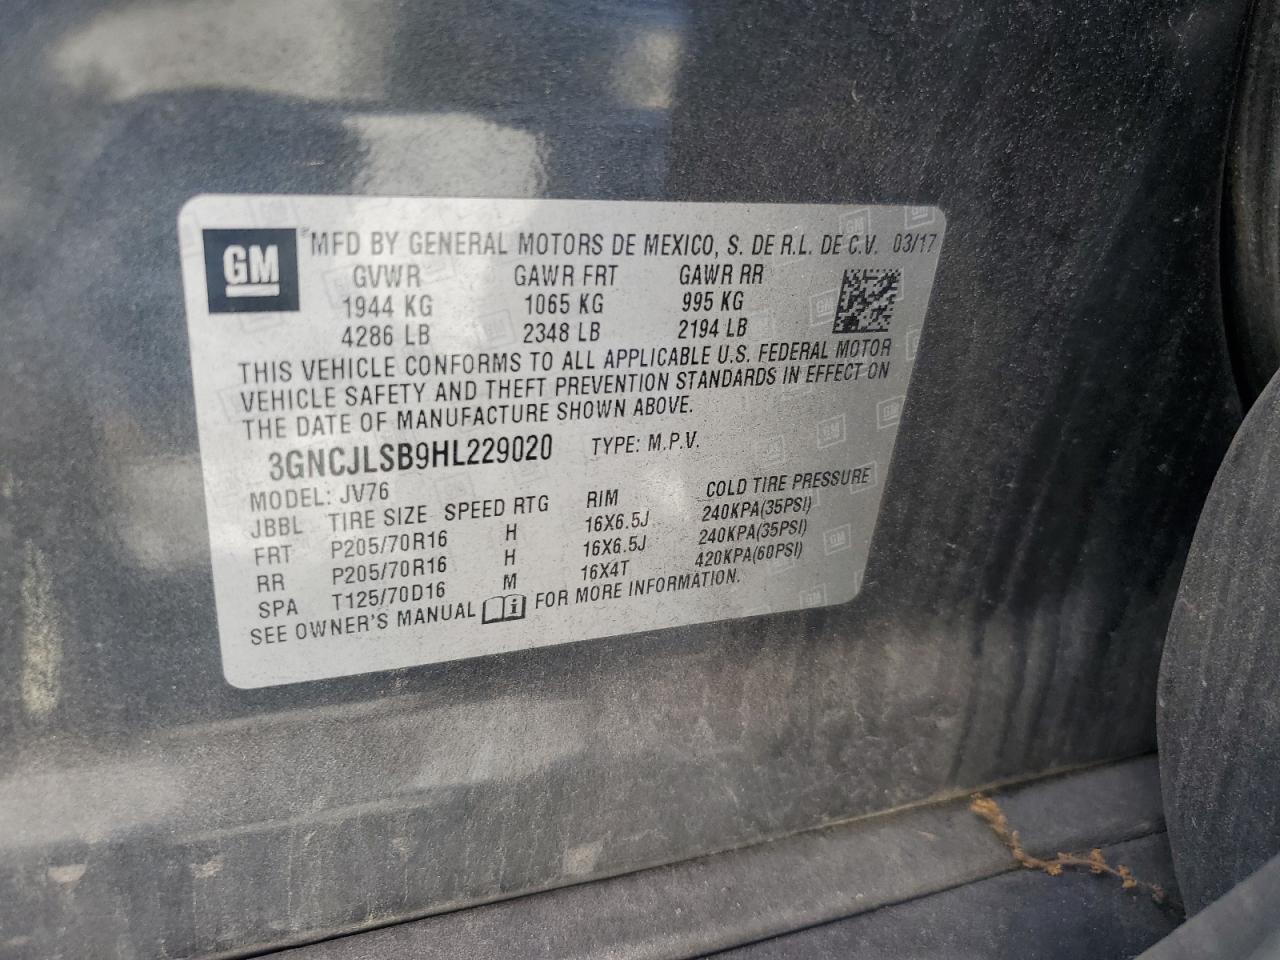 GM
®MFD BY GENERAL MOTORS DE MEXICO, S. DE R.L. DE C.V. 03/17
GVWR GAWR FRT GAWR RR
1944 KG 1065 KG 995 KG
4286 LB 2348 LB 2194 LB
THIS VEHICLE CONFORMS TO ALL APPLICABLE U.S. FEDERAL MOTOR
VEHICLE SAFETY AND THEFT PREVENTION STANDARDS IN EFFECT ON
THE DATE OF MANUFACTURE SHOWN ABOVE.
3GNCJLSB9HL229020 TYPE: M.P.V.
MODEL: JV76
JBBL TIRE SIZE SPEED RTG RIM COLD TIRE PRESSURE
FRT P205/70R16 H 16X6.5J 240KPA(35PSI)
RR P205/70R16 H 16X6.5J 240KPA(35PSI)
SPA T125/70D16 M 16X4T 420KPA(60PSI)
SEE OWNER'S MANUAL i FOR MORE INFORMATION.